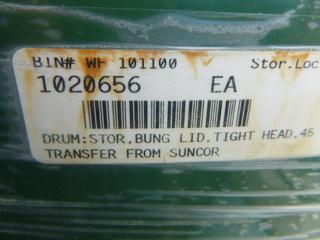 BIN# WH 101100 Stor.Loc
1020656 EA
DRUM:STOR,BUNG LID,TIGHT HEAD,45
TRANSFER FROM SUNCOR